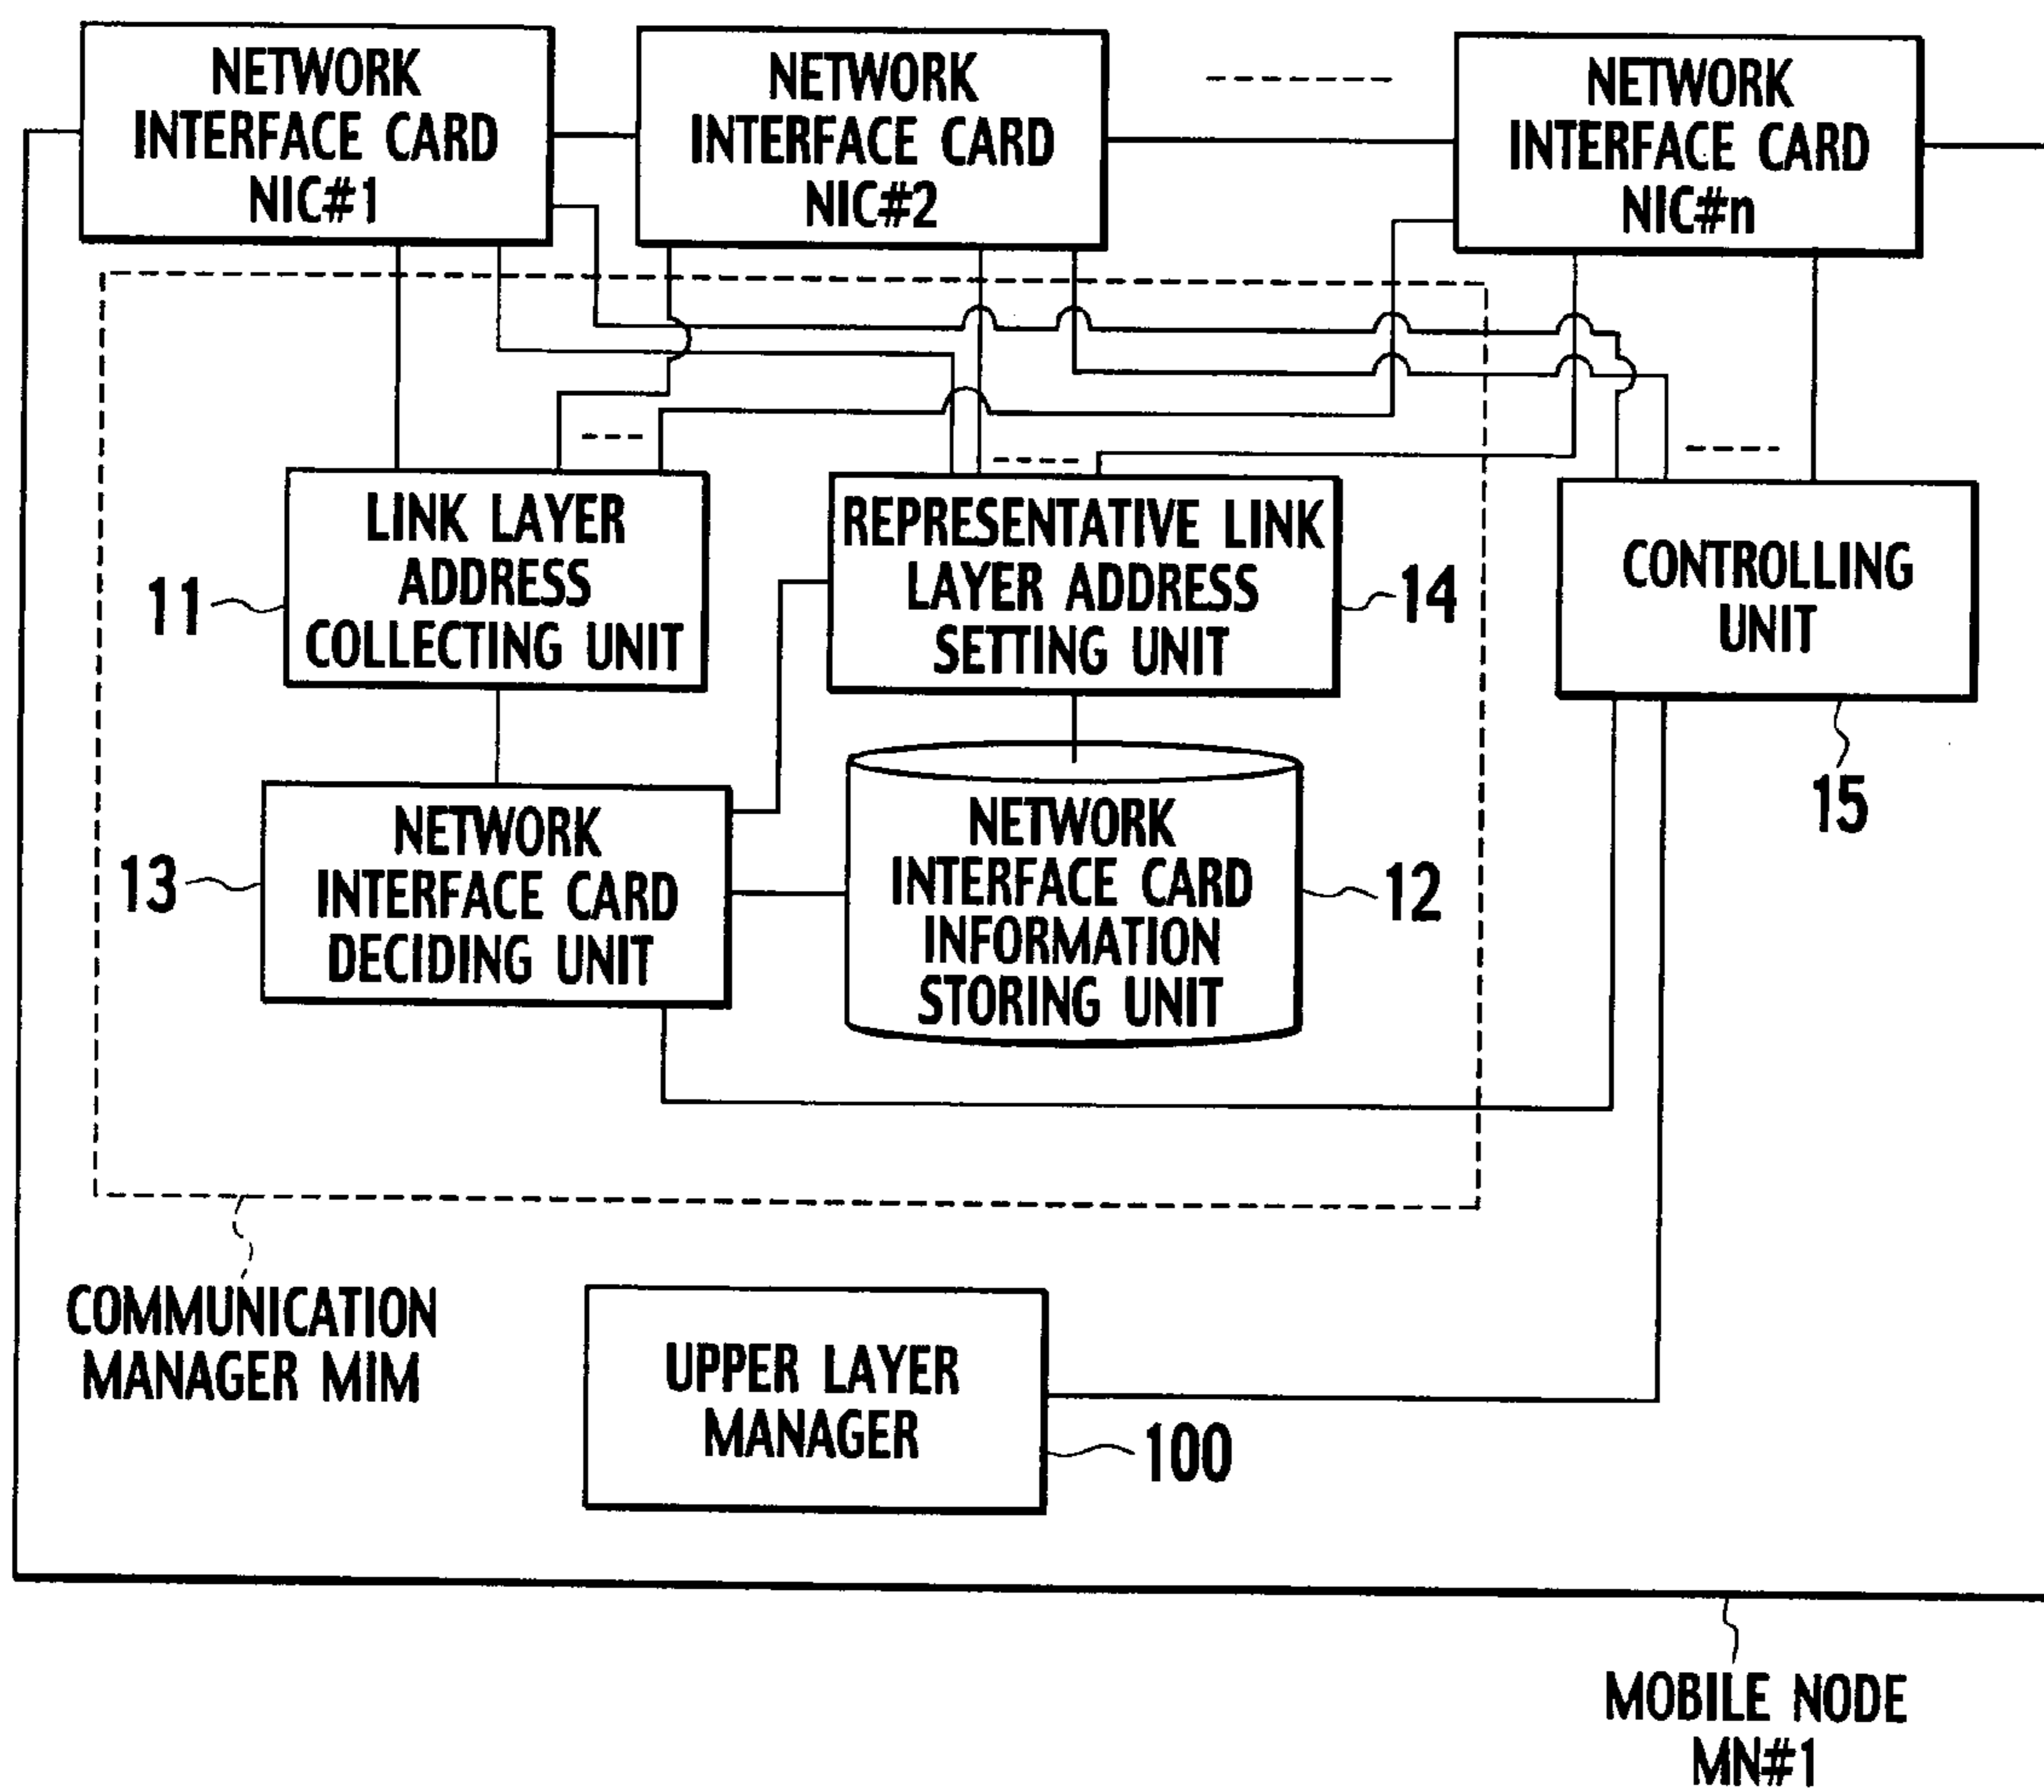 NETWORK
INTERFACE CARD
NIC#1
NETWORK
INTERFACE CARD
NIC#2
NETWORK
INTERFACE CARD
NIC#n
LINK LAYER
ADDRESS
COLLECTING UNIT
11
REPRESENTATIVE LINK
LAYER ADDRESS
SETTING UNIT
14
CONTROLLING
UNIT
15
NETWORK
INTERFACE CARD
DECIDING UNIT
13
NETWORK
INTERFACE CARD
INFORMATION
STORING UNIT
12
COMMUNICATION
MANAGER MIM
UPPER LAYER
MANAGER
100
MOBILE NODE
MN#1